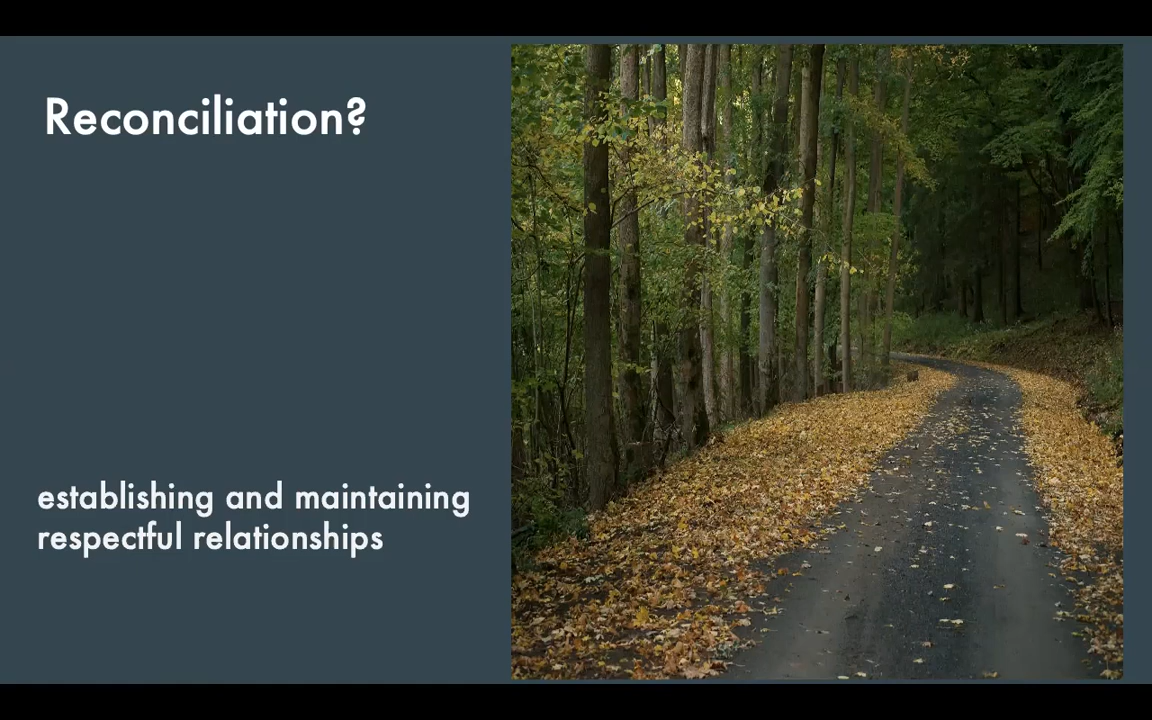 Reconciliation?
establishing and maintaining
respectful relationships